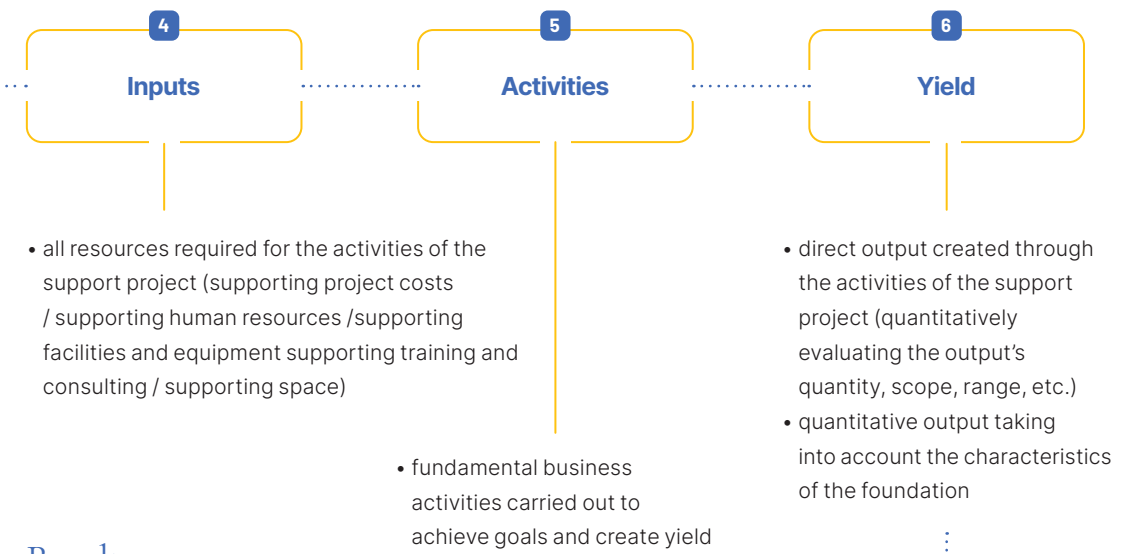 4
Inputs
5
Activities
6
Yield
• all resources required for the activities of the
support project (supporting project costs
/ supporting human resources /supporting
facilities and equipment supporting training and
consulting / supporting space)
• fundamental business
activities carried out to
achieve goals and create yield
• direct output created through
the activities of the support
project (quantitatively
evaluating the output's
quantity, scope, range, etc.)
• quantitative output taking
into account the characteristics
of the foundation